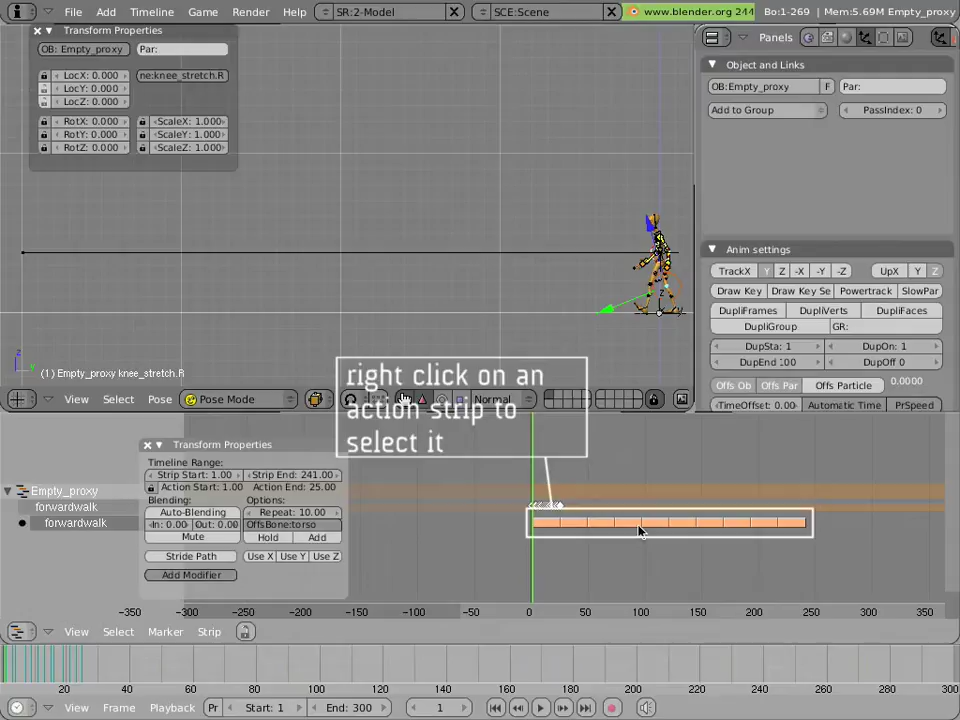 File Add Timeline Game Render Help SR:2-Model SCE:Scene www.blender.org 244 Bo:1-269 | Mem:5.69M Empty_proxy
Transform Properties
OB: Empty_proxy Par:
LocX: 0.000 ne:knee_stretch.R
LocY: 0.000
LocZ: 0.000
RotX: 0.000 ScaleX: 1.000
RotY: 0.000 ScaleY: 1.000
RotZ: 0.000 ScaleZ: 1.000
Panels
Object and Links
OB:Empty_proxy F Par:
Add to Group PassIndex: 0
Anim settings
TrackX Y Z -X -Y -Z UpX Y Z
Draw Key Draw Key Se Powertrack SlowPar
DupliFrames DupliVerts DupliFaces
DupliGroup GR:
DupSta: 1 DupOn: 1
DupEnd 100 DupOff 0
Offs Ob Offs Par Offs Particle 0.0000
TimeOffset: 0.00 Automatic Time PrSpeed
z
y
(1) Empty_proxy knee_stretch.R
View Select Pose Pose Mode Normal
right click on an
action strip to
select it
Transform Properties
Timeline Range:
Strip Start: 1.00 Strip End: 241.00
Action Start: 1.00 Action End: 25.00
Blending: Options:
Auto-Blending Repeat: 10.00
In: 0.00 Out: 0.00 OffsBone:torso
Mute Hold Add
Stride Path Use X Use Y Use Z
Add Modifier
Empty_proxy
forwardwalk
forwardwalk
-350 -300 -250 -200 -150 -100 -50 0 50 100 150 200 250 300 350
View Select Marker Strip
20 40 60 80 100 120 140 160 180 200 220 240 260 280 300
View Frame Playback Pr Start: 1 End: 300 1